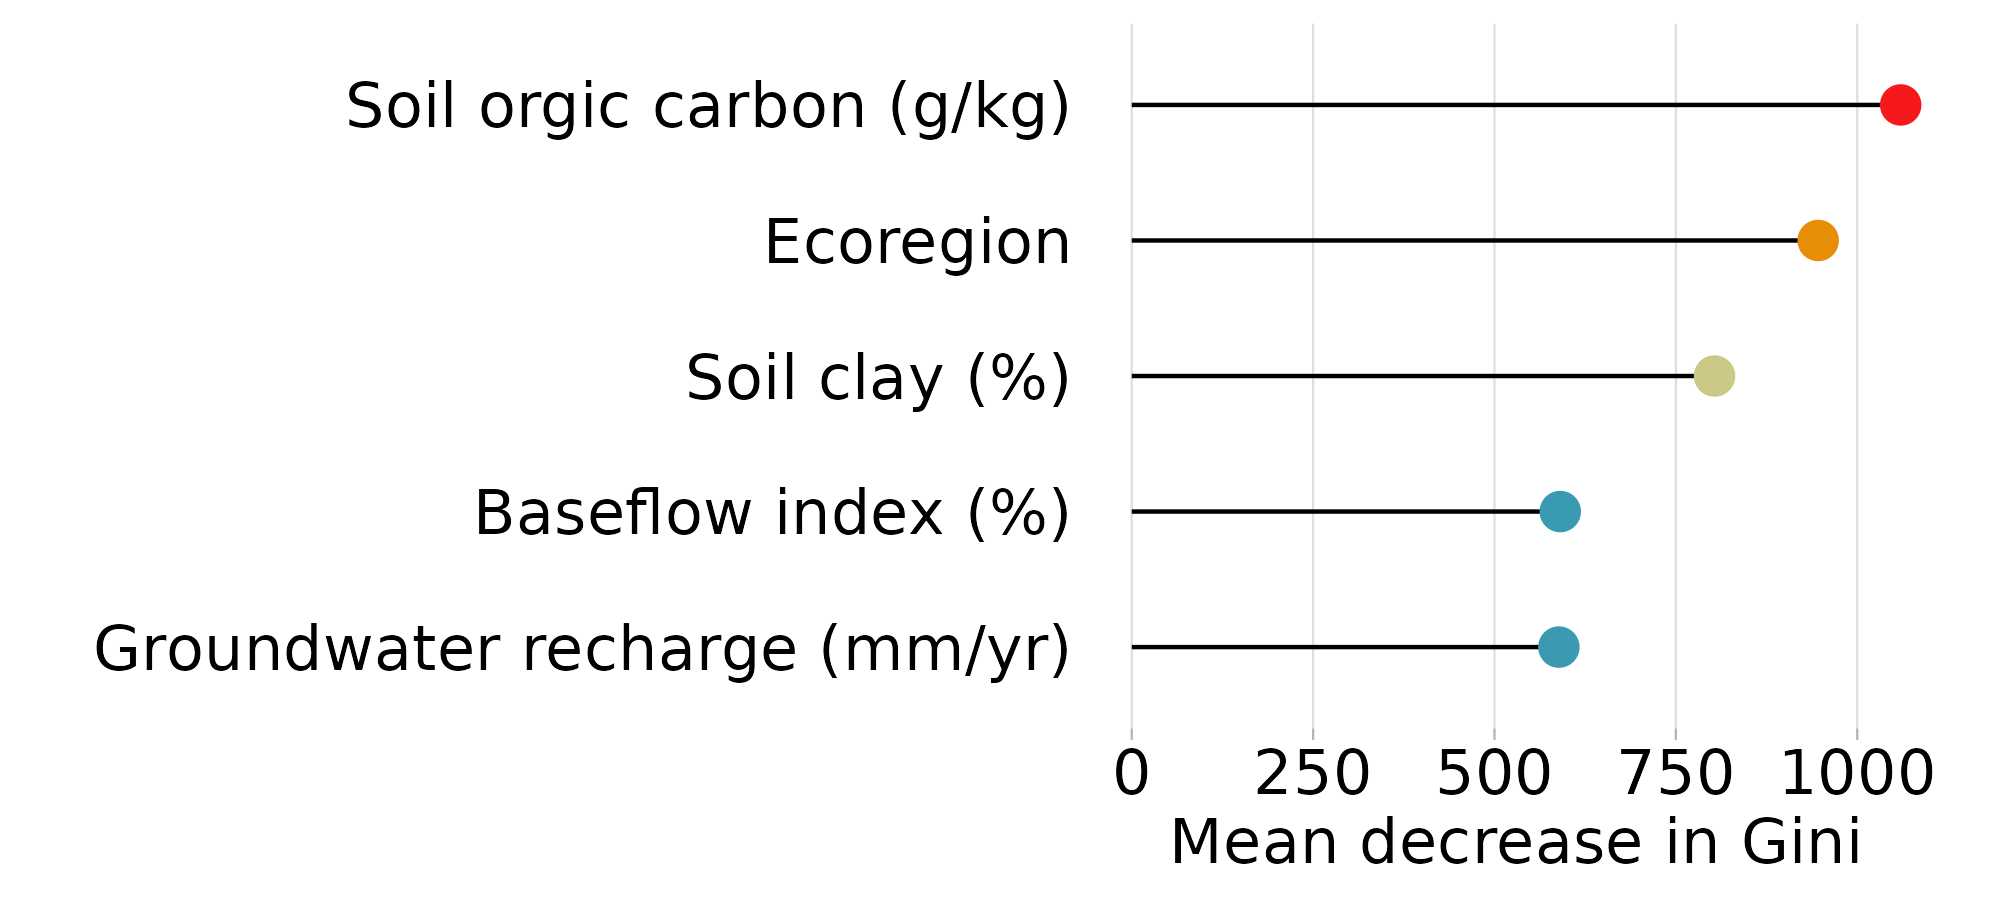 Soil orgic carbon (g/kg)
Ecoregion
Soil clay (%)
Baseflow index (%)
Groundwater recharge (mm/yr)
0 250 500 750 1000
Mean decrease in Gini